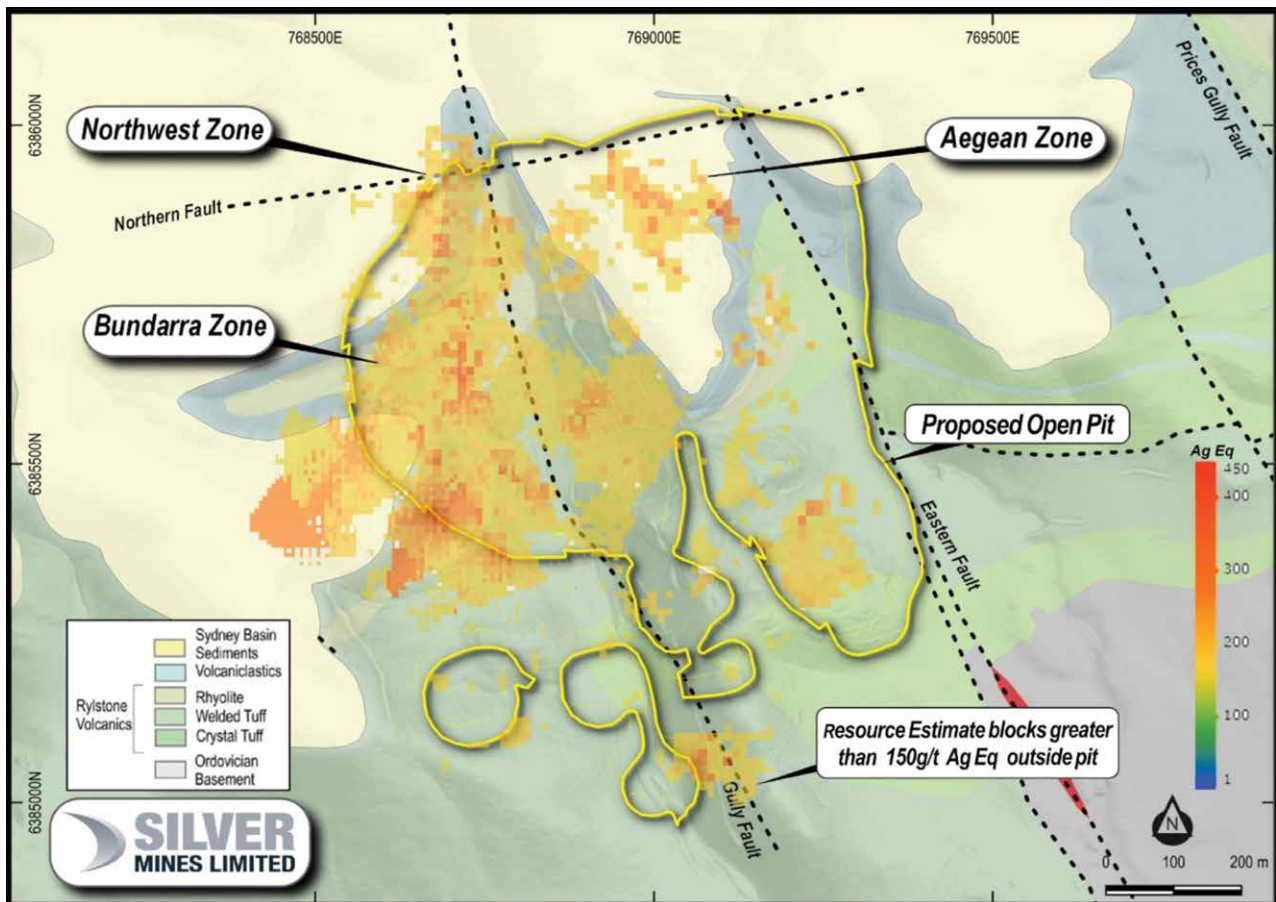 768500E
769000E
769500E
6386000N
6385500N
6385000N
Northwest Zone
Aegean Zone
Prices Gully Fault
Northern Fault
Bundarra Zone
Proposed Open Pit
Ag Eq
450
400
300
200
100
1
Eastern Fault
Gully Fault
Resource Estimate blocks greater
than 150g/t Ag Eq outside pit
Sydney Basin
Sediments
Volcaniclastics
Rylstone
Volcanics
Rhyolite
Welded Tuff
Crystal Tuff
Ordovician
Basement
SILVER
MINES LIMITED
N
0 100 200 m